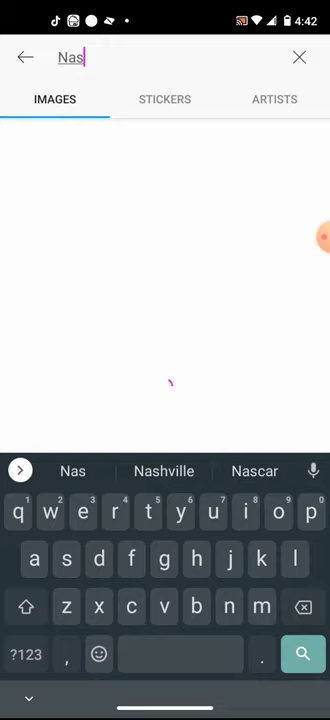 4:42
Nas
IMAGES STICKERS ARTISTS
Nas Nashville Nascar
1 2 3 4 5 6 7 8 9 0
q w e r t y u i o p
a s d f g h j k l
z x c v b n m
?123 , .